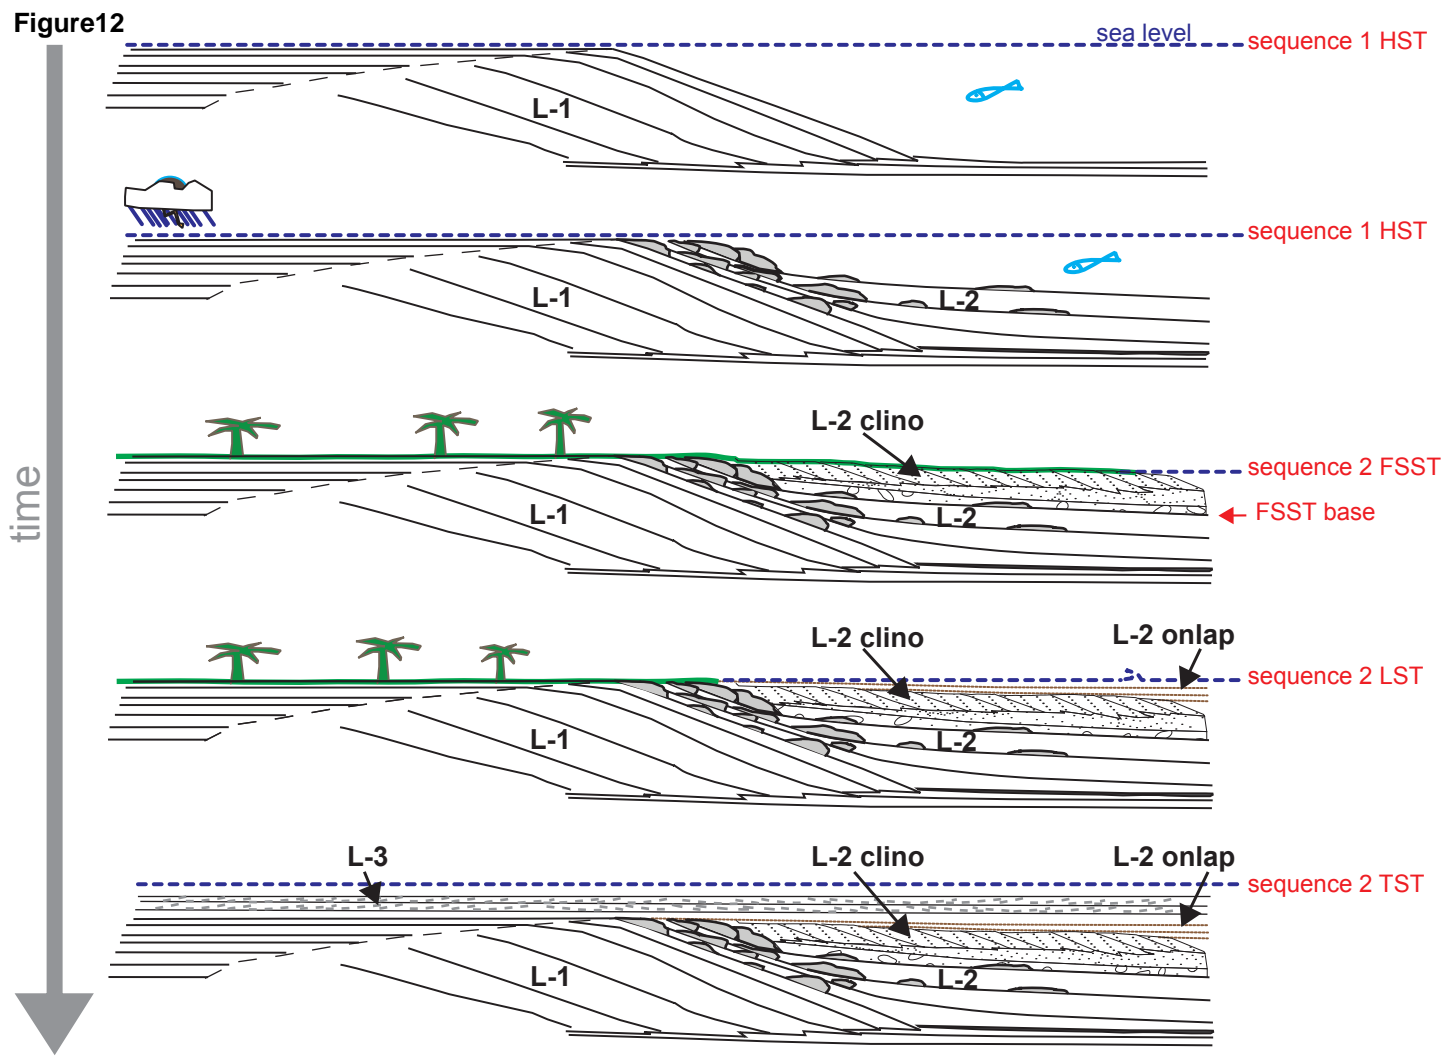 Figure12
sea level
sequence 1 HST
L-1
sequence 1 HST
L-1
L-2
L-2 clino
sequence 2 FSST
FSST base
L-1
L-2
time
L-2 clino
L-2 onlap
sequence 2 LST
L-1
L-2
L-3
L-2 clino
L-2 onlap
sequence 2 TST
L-1
L-2